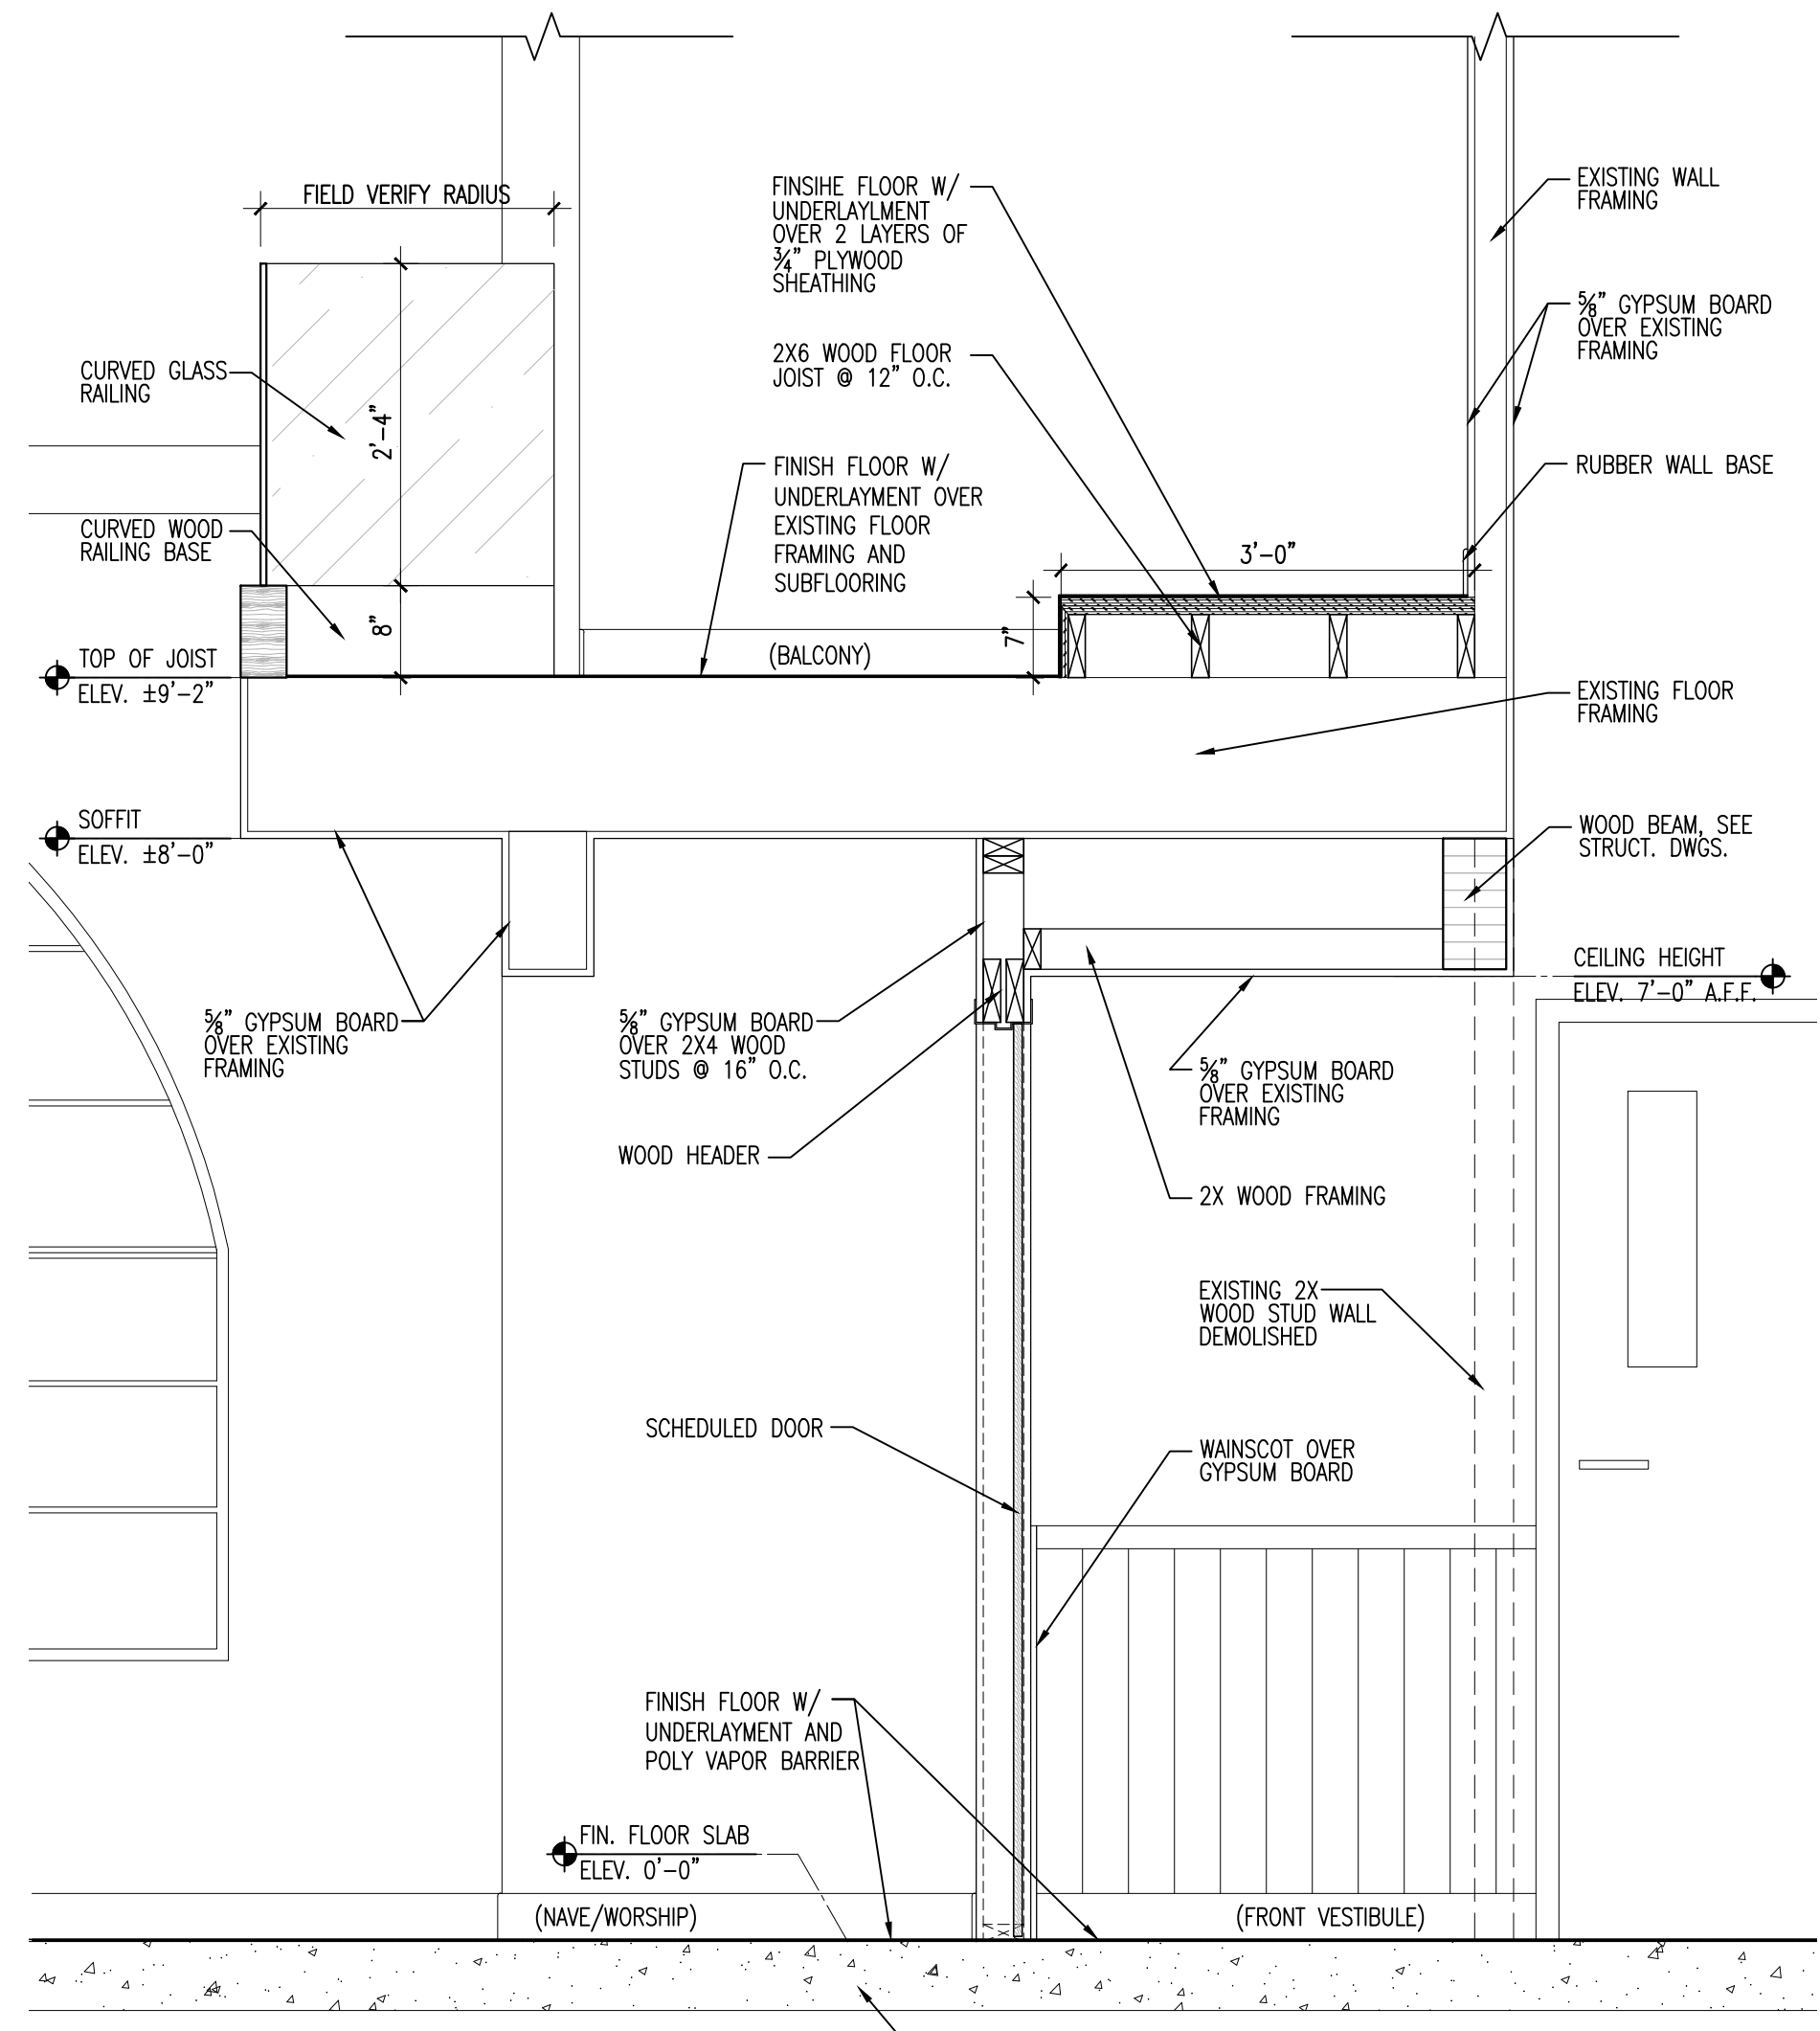 FIELD VERIFY RADIUS
FINSIHE FLOOR W/
UNDERLAYLMENT
OVER 2 LAYERS OF
¾" PLYWOOD
SHEATHING
EXISTING WALL
FRAMING
⅝" GYPSUM BOARD
OVER EXISTING
FRAMING
2X6 WOOD FLOOR
JOIST @ 12" O.C.
CURVED GLASS
RAILING
2'-4"
FINISH FLOOR W/
UNDERLAYMENT OVER
EXISTING FLOOR
FRAMING AND
SUBFLOORING
RUBBER WALL BASE
CURVED WOOD
RAILING BASE
3'-0"
8"
7"
(BALCONY)
TOP OF JOIST
ELEV. ±9'-2"
EXISTING FLOOR
FRAMING
SOFFIT
ELEV. ±8'-0"
WOOD BEAM, SEE
STRUCT. DWGS.
CEILING HEIGHT
ELEV. 7'-0" A.F.F.
⅝" GYPSUM BOARD
OVER EXISTING
FRAMING
⅝" GYPSUM BOARD
OVER 2X4 WOOD
STUDS @ 16" O.C.
⅝" GYPSUM BOARD
OVER EXISTING
FRAMING
WOOD HEADER
2X WOOD FRAMING
EXISTING 2X
WOOD STUD WALL
DEMOLISHED
SCHEDULED DOOR
WAINSCOT OVER
GYPSUM BOARD
FINISH FLOOR W/
UNDERLAYMENT AND
POLY VAPOR BARRIER
FIN. FLOOR SLAB
ELEV. 0'-0"
(NAVE/WORSHIP)
(FRONT VESTIBULE)